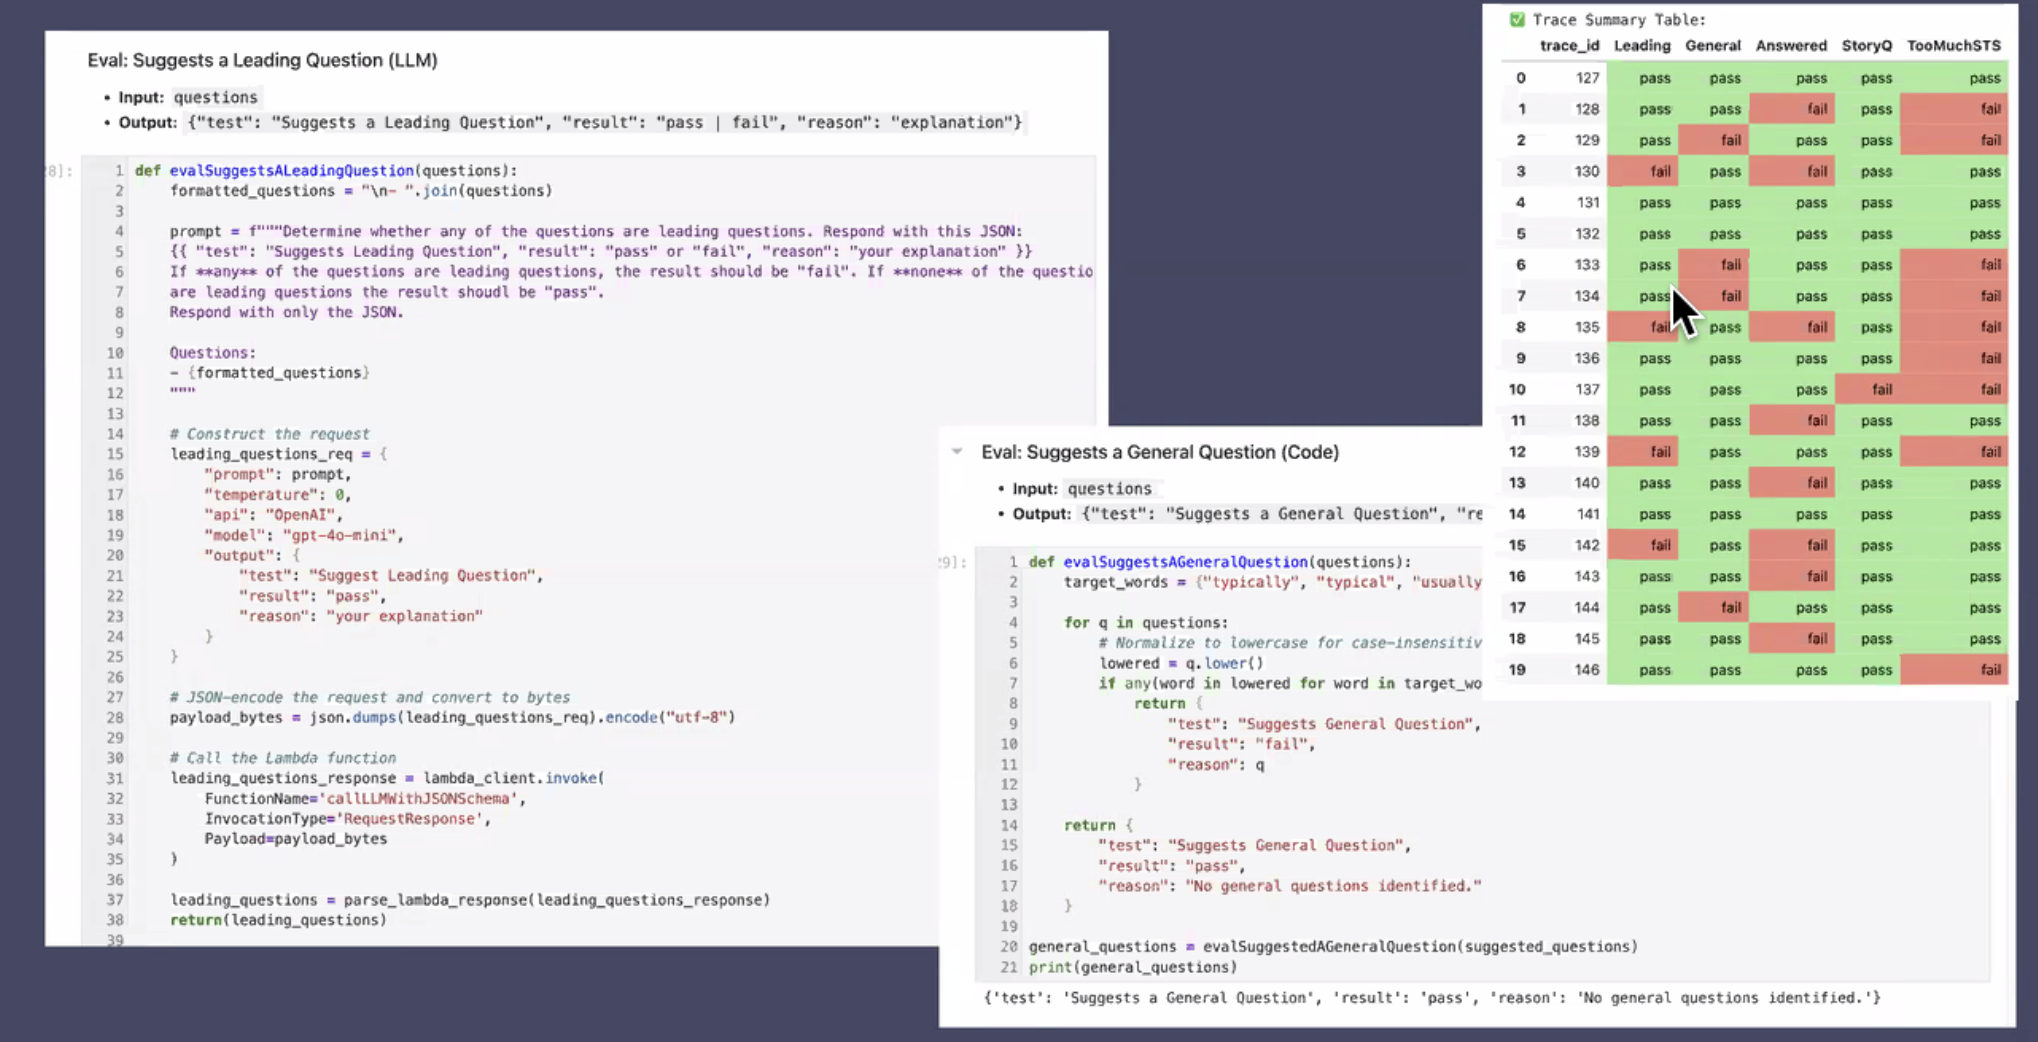 Eval: Suggests a Leading Question (LLM)
• Input: questions
• Output: {"test": "Suggests a Leading Question", "result": "pass | fail", "reason": "explanation"}
8]:
1 def evalSuggestsALeadingQuestion(questions):
2     formatted_questions = "\n- ".join(questions)
3
4     prompt = f"""Determine whether any of the questions are leading questions. Respond with this JSON:
5     {{ "test": "Suggests Leading Question", "result": "pass" or "fail", "reason": "your explanation" }}
6     If **any** of the questions are leading questions, the result should be "fail". If **none** of the questio
7     are leading questions the result shoudl be "pass".
8     Respond with only the JSON.
9
10     Questions:
11     - {formatted_questions}
12     """
13
14     # Construct the request
15     leading_questions_req = {
16         "prompt": prompt,
17         "temperature": 0,
18         "api": "OpenAI",
19         "model": "gpt-4o-mini",
20         "output": {
21             "test": "Suggest Leading Question",
22             "result": "pass",
23             "reason": "your explanation"
24         }
25     }
26
27     # JSON-encode the request and convert to bytes
28     payload_bytes = json.dumps(leading_questions_req).encode("utf-8")
29
30     # Call the Lambda function
31     leading_questions_response = lambda_client.invoke(
32         FunctionName='callLLMWithJSONSchema',
33         InvocationType='RequestResponse',
34         Payload=payload_bytes
35     )
36
37     leading_questions = parse_lambda_response(leading_questions_response)
38     return(leading_questions)
39
Eval: Suggests a General Question (Code)
• Input: questions
• Output: {"test": "Suggests a General Question", "re
9]:
1 def evalSuggestsAGeneralQuestion(questions):
2     target_words = {"typically", "typical", "usually
3
4     for q in questions:
5         # Normalize to lowercase for case-insensitiv
6         lowered = q.lower()
7         if any(word in lowered for word in target_wo
8             return {
9                 "test": "Suggests General Question",
10                 "result": "fail",
11                 "reason": q
12             }
13
14     return {
15         "test": "Suggests General Question",
16         "result": "pass",
17         "reason": "No general questions identified."
18     }
19
20 general_questions = evalSuggestedAGeneralQuestion(suggested_questions)
21 print(general_questions)
{'test': 'Suggests a General Question', 'result': 'pass', 'reason': 'No general questions identified.'}
✅ Trace Summary Table:
trace_id Leading General Answered StoryQ TooMuchSTS
0 127 pass pass pass pass pass
1 128 pass pass fail pass fail
2 129 pass fail pass pass fail
3 130 fail pass fail pass pass
4 131 pass pass pass pass pass
5 132 pass pass pass pass pass
6 133 pass fail pass pass fail
7 134 pass fail pass pass fail
8 135 fail pass fail pass fail
9 136 pass pass pass pass fail
10 137 pass pass pass fail fail
11 138 pass pass fail pass pass
12 139 fail pass pass pass fail
13 140 pass pass fail pass pass
14 141 pass pass pass pass pass
15 142 fail pass fail pass pass
16 143 pass pass fail pass pass
17 144 pass fail pass pass pass
18 145 pass pass fail pass pass
19 146 pass pass pass pass fail